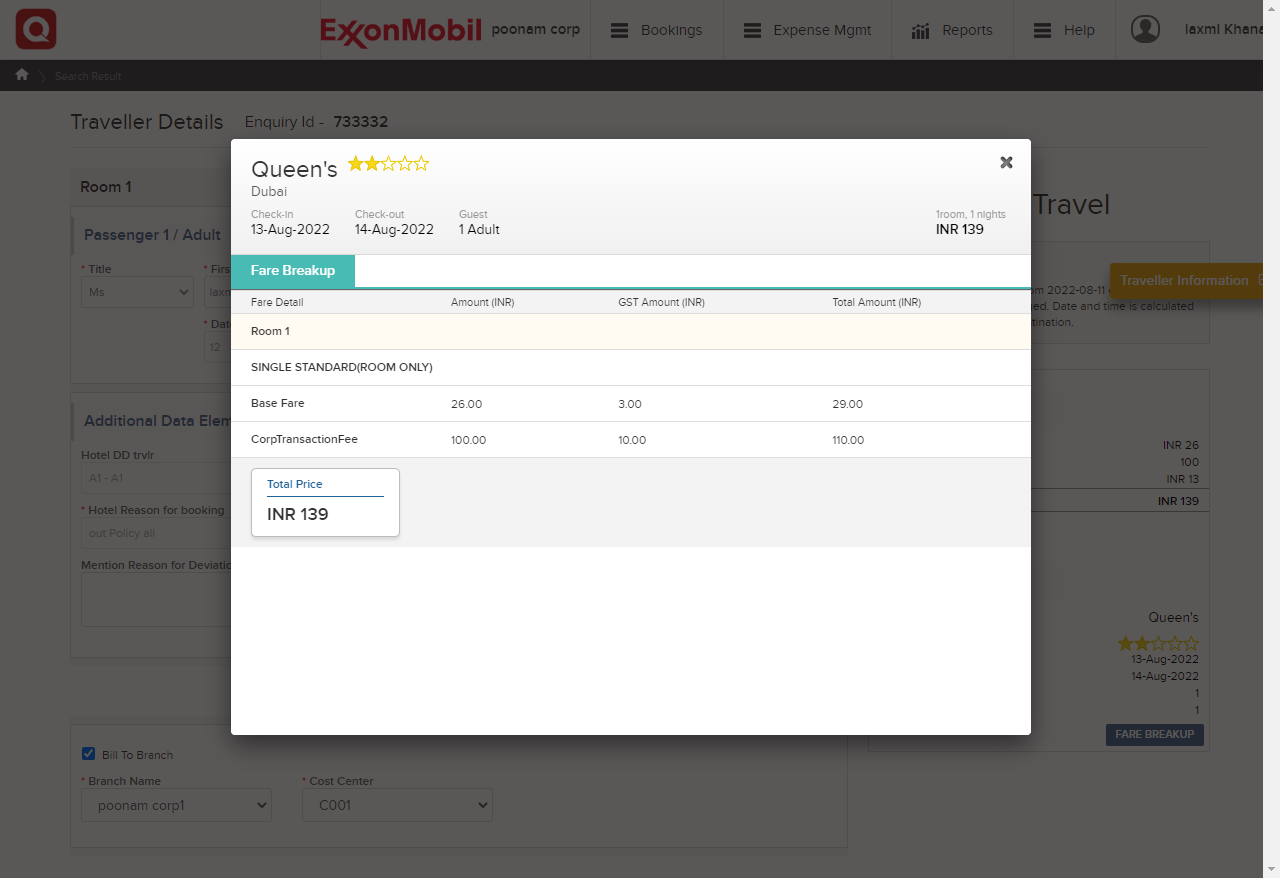 ExxonMobil poonam corp Bookings Expense Mgmt Reports Help
Search Result
Traveller Details Enquiry Id - 733332
Room 1
Travel
Passenger 1 / Adult
* Title
Ms
12
Traveller Information
om 2022-08-11
ed. Date and time is calculated
tination.
Queen's
Dubai
Check-in Check-out Guest 1room, 1 nights
13-Aug-2022 14-Aug-2022 1 Adult INR 139
Fare Breakup
Fare Detail Amount (INR) GST Amount (INR) Total Amount (INR)
Room 1
SINGLE STANDARD(ROOM ONLY)
Base Fare 26.00 3.00 29.00
CorpTransactionFee 100.00 10.00 110.00
Total Price
INR 139
Additional Data Elem
Hotel DD trvlr
A1 - A1
* Hotel Reason for booking
out Policy all
Mention Reason for Deviatio
INR 26
100
INR 13
INR 139
Queen's
13-Aug-2022
14-Aug-2022
1
1
FARE BREAKUP
Bill To Branch
* Branch Name * Cost Center
poonam corp1 C001